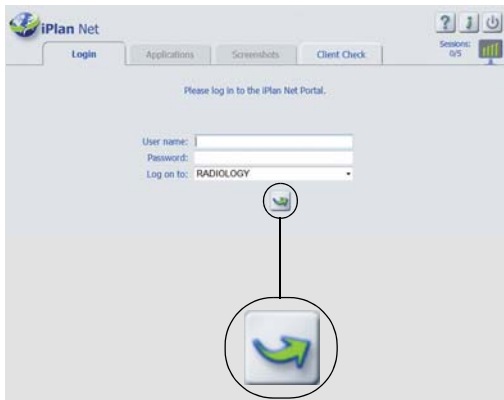 iPlan Net
Login Applications Screenshots Client Check
Sessions:
0/5
Please log in to the iPlan Net Portal.
User name:
Password:
Log on to: RADIOLOGY